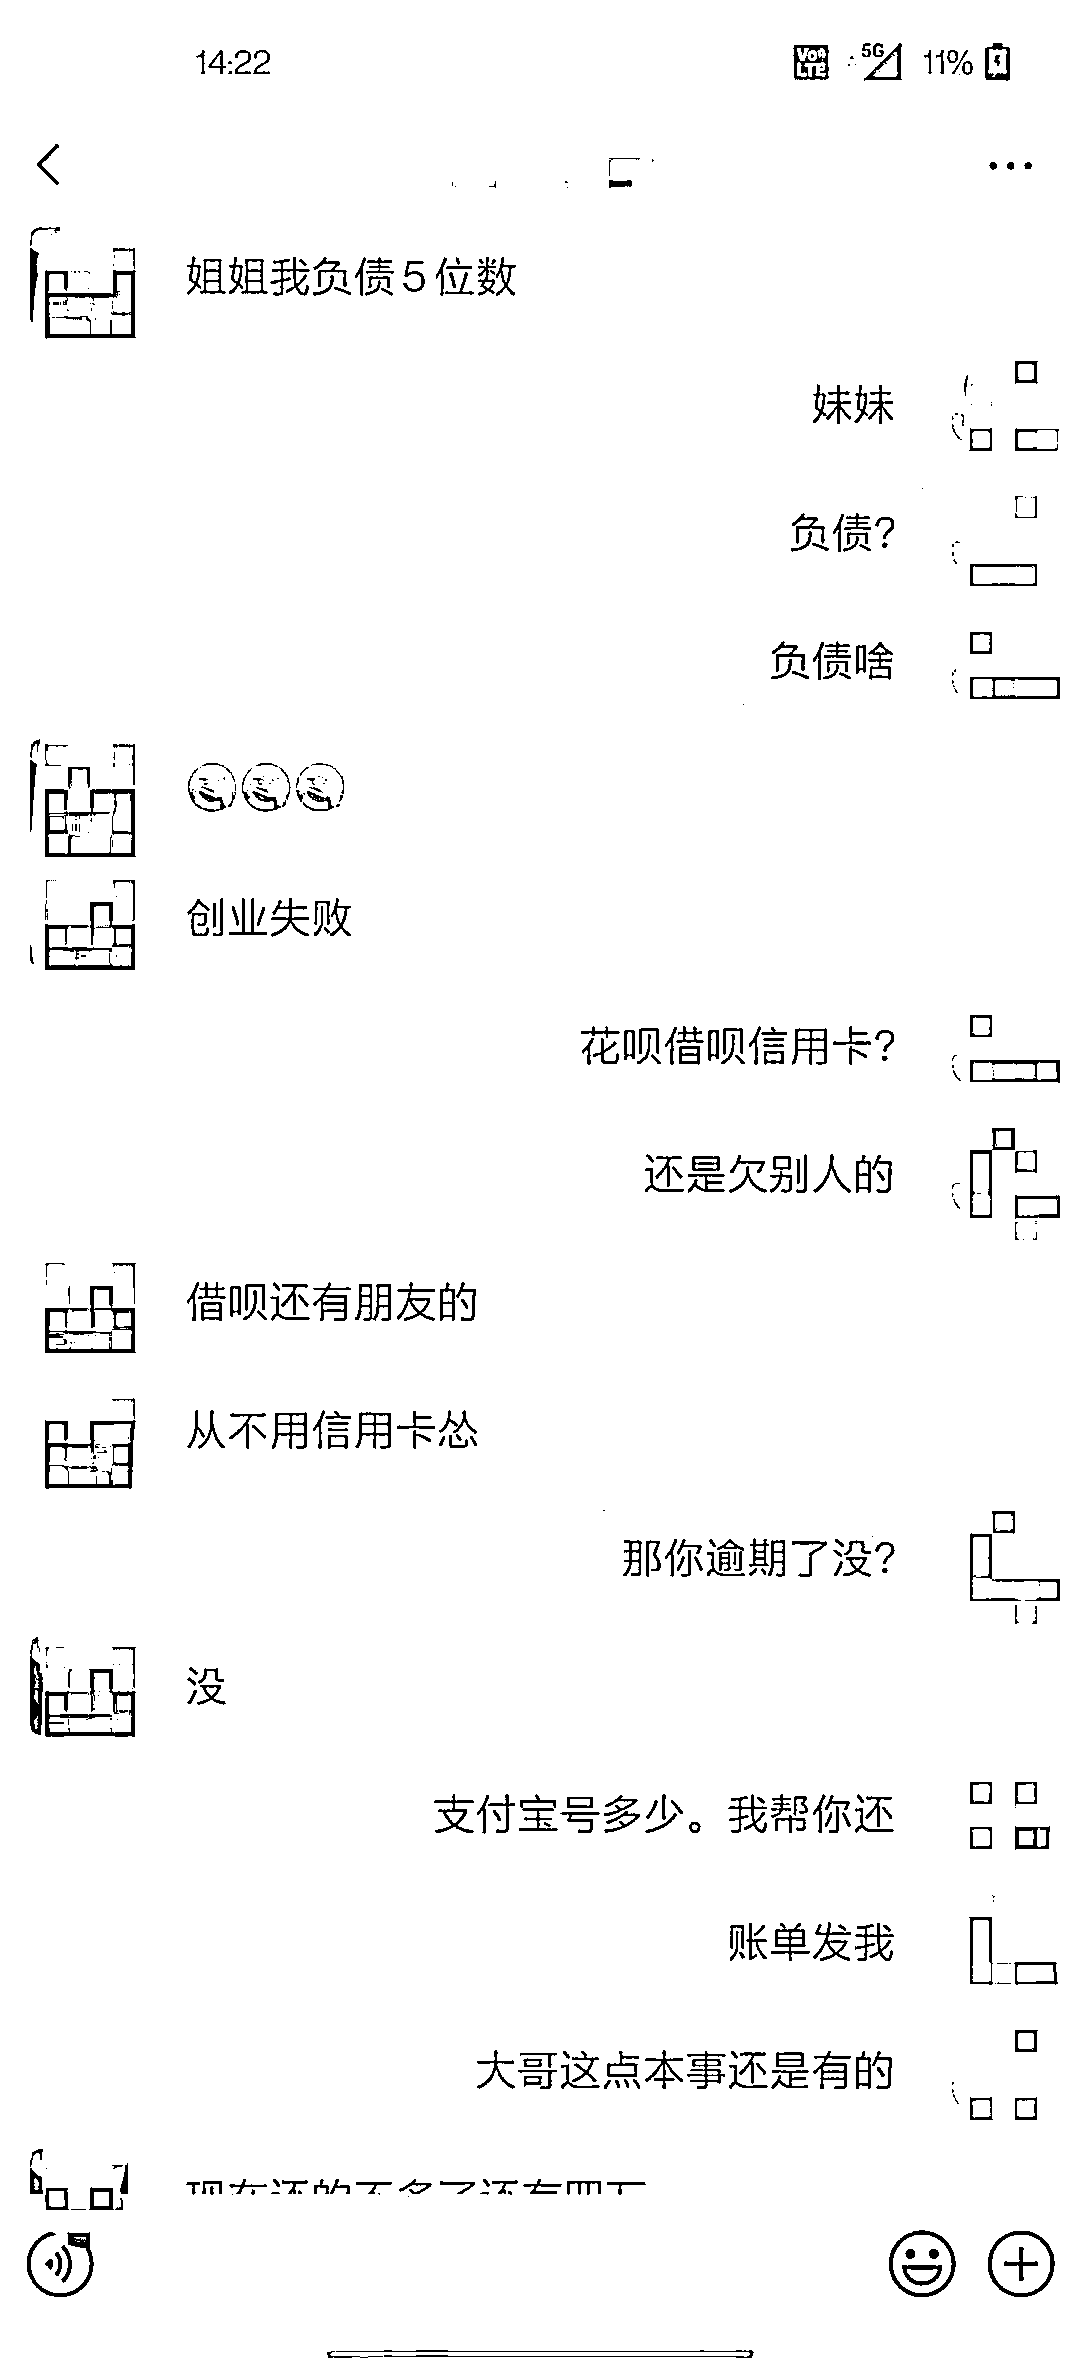 14:22
VoLTE 5G 11%
姐姐我负债5位数
妹妹
负债?
负债啥
创业失败
花呗借呗信用卡?
还是欠别人的
借呗还有朋友的
从不用信用卡怂
那你逾期了没?
没
支付宝号多少。我帮你还
账单发我
大哥这点本事还是有的